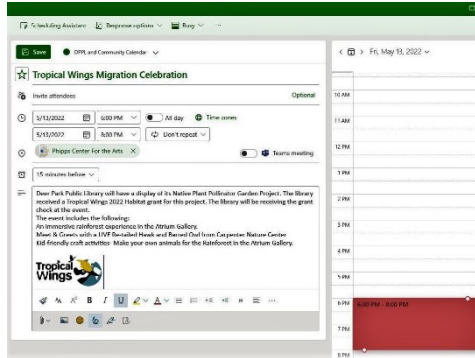 Scheduling Assistant Response options Busy ...
Save DPPL and Community Calendar
< > Fri, May 13, 2022
Tropical Wings Migration Celebration
Invite attendees Optional
5/13/2022 6:00 PM All day Time zones
5/13/2022 8:00 PM Don't repeat
Phipps Center For the Arts X Teams meeting
15 minutes before
Deer Park Public Library will have a display of its Native Plant Pollinator Garden Project. The library
received a Tropical Wings 2022 Habitat grant for this project. The library will be receiving the grant
check at the event.
The event includes the following:
An immersive rainforest experience in the Atrium Gallery.
Meet & Greets with a LIVE Re-tailed Hawk and Barred Owl from Carpenter Nature Center
Kid-friendly craft activities Make your own animals for the Rainforest in the Atrium Gallery.
Tropical
Wings
B I U A
10 AM
11 AM
12 PM
1 PM
2 PM
3 PM
4 PM
5 PM
6 PM 6:00 PM - 8:00 PM
7 PM
8 PM